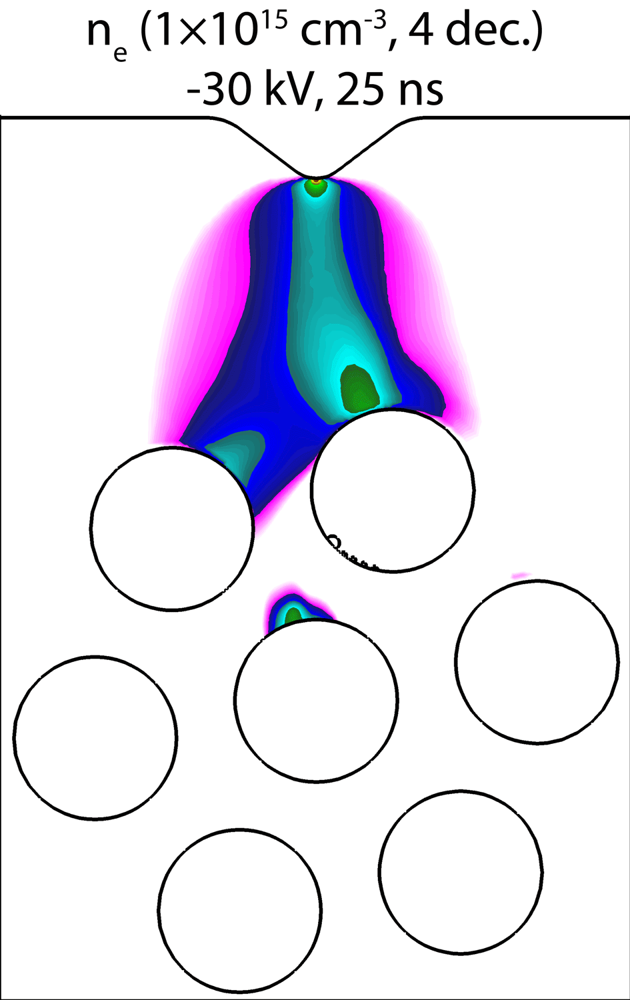 nₑ (1×10¹⁵ cm⁻³, 4 dec.)
-30 kV, 25 ns